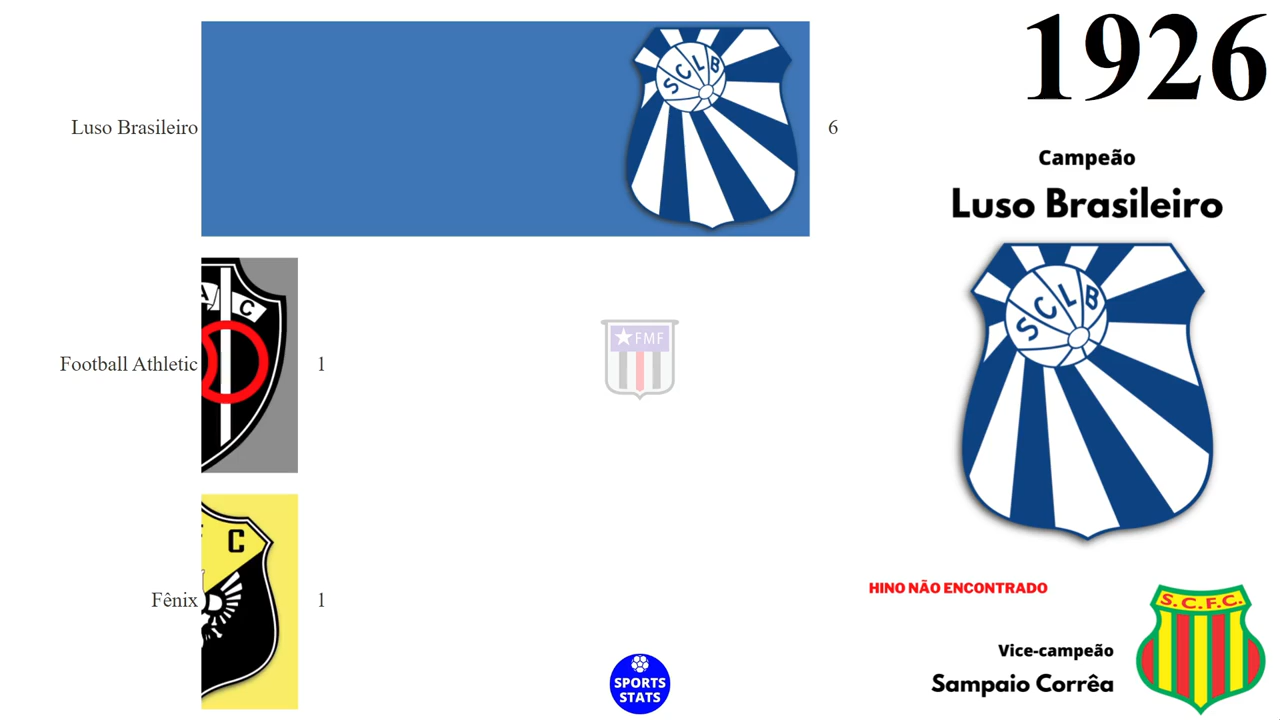 1926
Luso Brasileiro
SCLB
6
Campeão
Luso Brasileiro
SCLB
Football Athletic
A C
1
FMF
Fênix
C
1
HINO NÃO ENCONTRADO
Vice-campeão
Sampaio Corrêa
S.C.F.C.
SPORTS
STATS